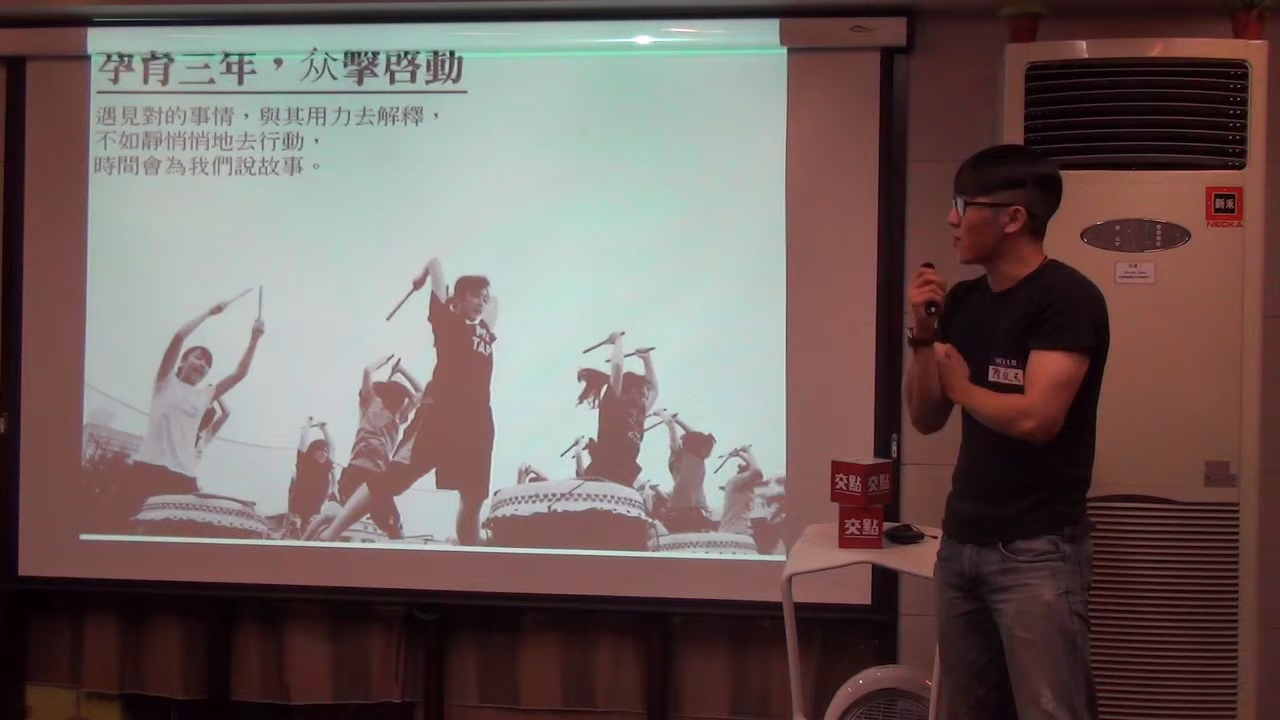 孕育三年，众擊啓動
遇見對的事情，與其用力去解釋，
不如靜悄悄地去行動，
時間會為我們說故事。
新禾
NEOKA
交點
交點
交點